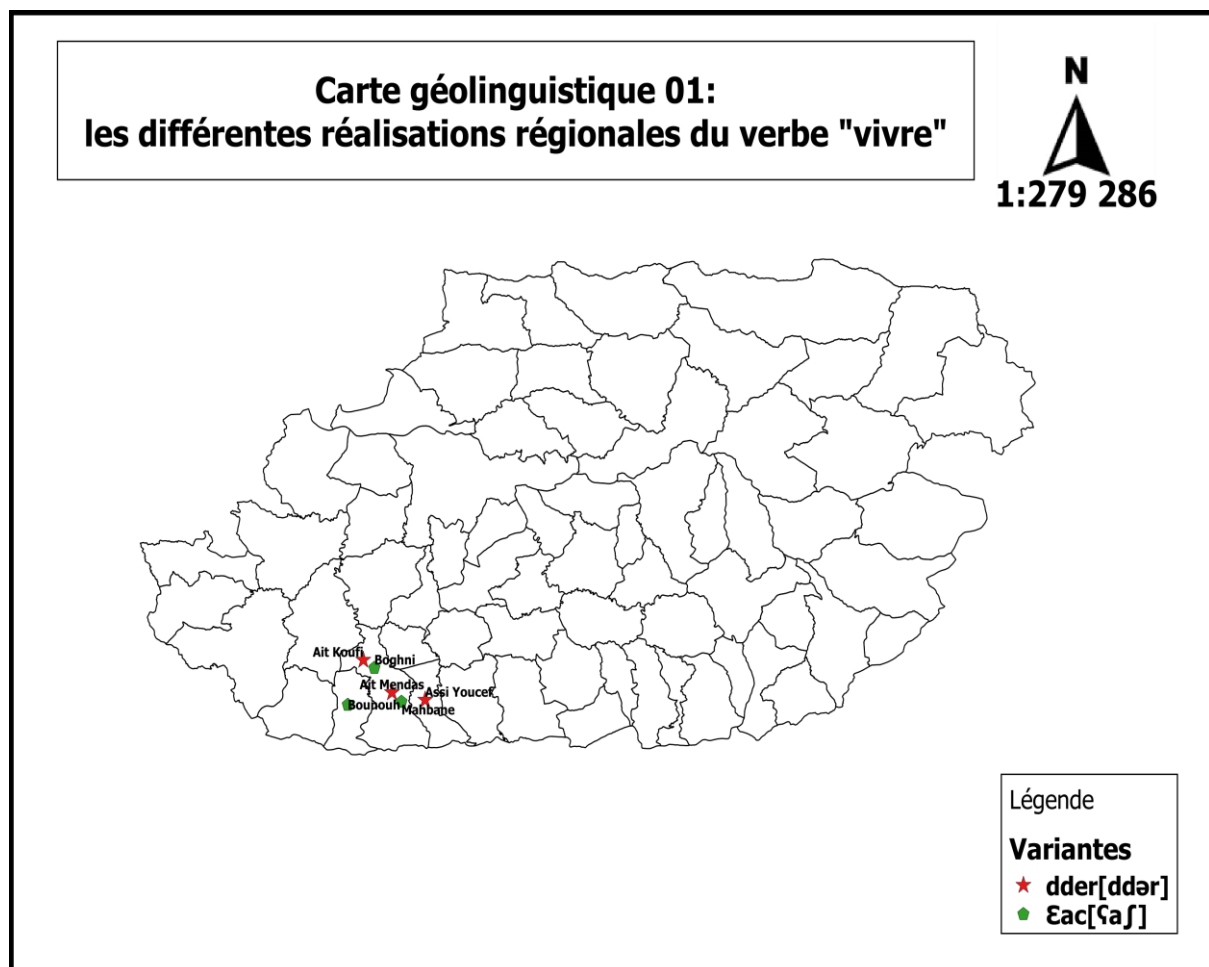 Carte géolinguistique 01:
les différentes réalisations régionales du verbe "vivre"
N
1:279 286
Ait Koufi
Boghni
Ait Mendas
Assi Youcef
Bounouh
Mahbane
Légende
Variantes
dder[ddər]
Ɛac[ʕaʃ]